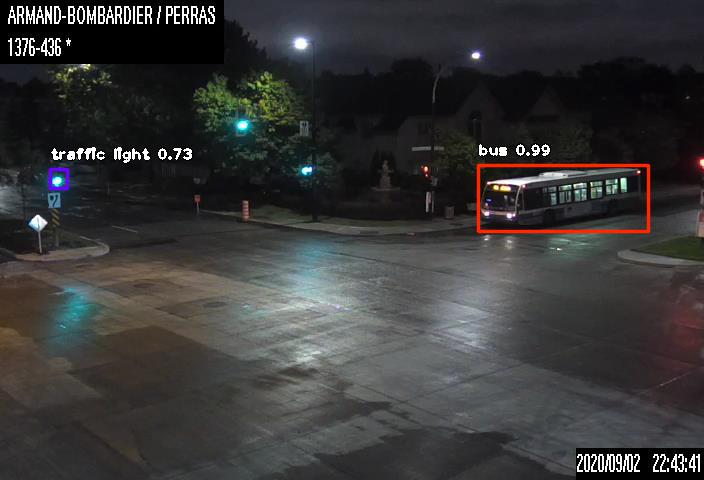 ARMAND-BOMBARDIER / PERRAS
1376-436 *
traffic light 0.73
bus 0.99
2020/09/02 22:43:41